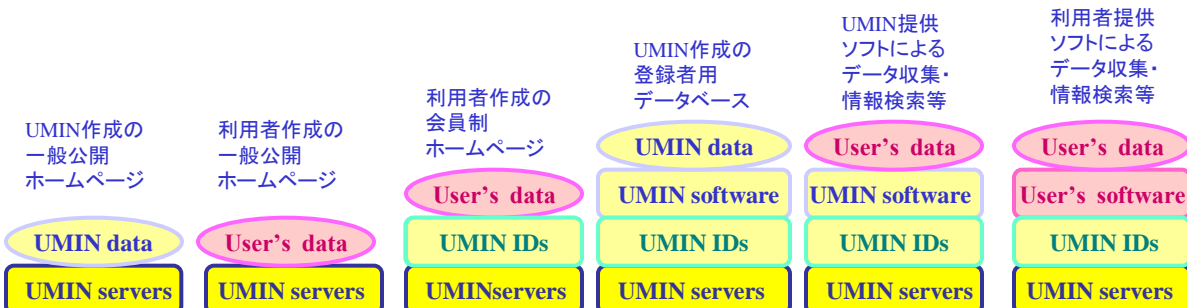 UMIN作成の
一般公開
ホームページ
UMIN data
UMIN servers
利用者作成の
一般公開
ホームページ
User's data
UMIN servers
利用者作成の
会員制
ホームページ
User's data
UMIN IDs
UMINservers
UMIN作成の
登録者用
データベース
UMIN data
UMIN software
UMIN IDs
UMIN servers
UMIN提供
ソフトによる
データ収集・
情報検索等
User's data
UMIN software
UMIN IDs
UMIN servers
利用者提供
ソフトによる
データ収集・
情報検索等
User's data
User's software
UMIN IDs
UMIN servers